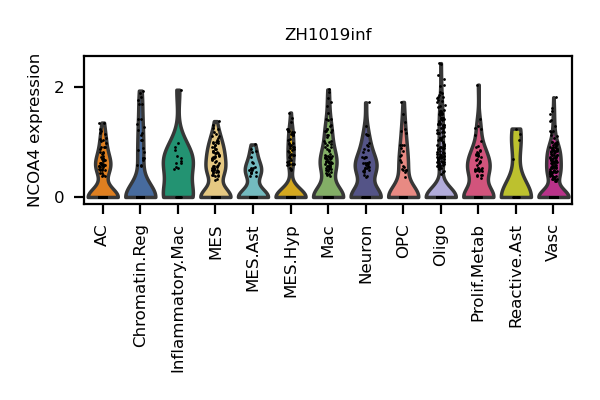 ZH1019inf
NCOA4 expression
2
0
AC
Chromatin.Reg
Inflammatory.Mac
MES
MES.Ast
MES.Hyp
Mac
Neuron
OPC
Oligo
Prolif.Metab
Reactive.Ast
Vasc